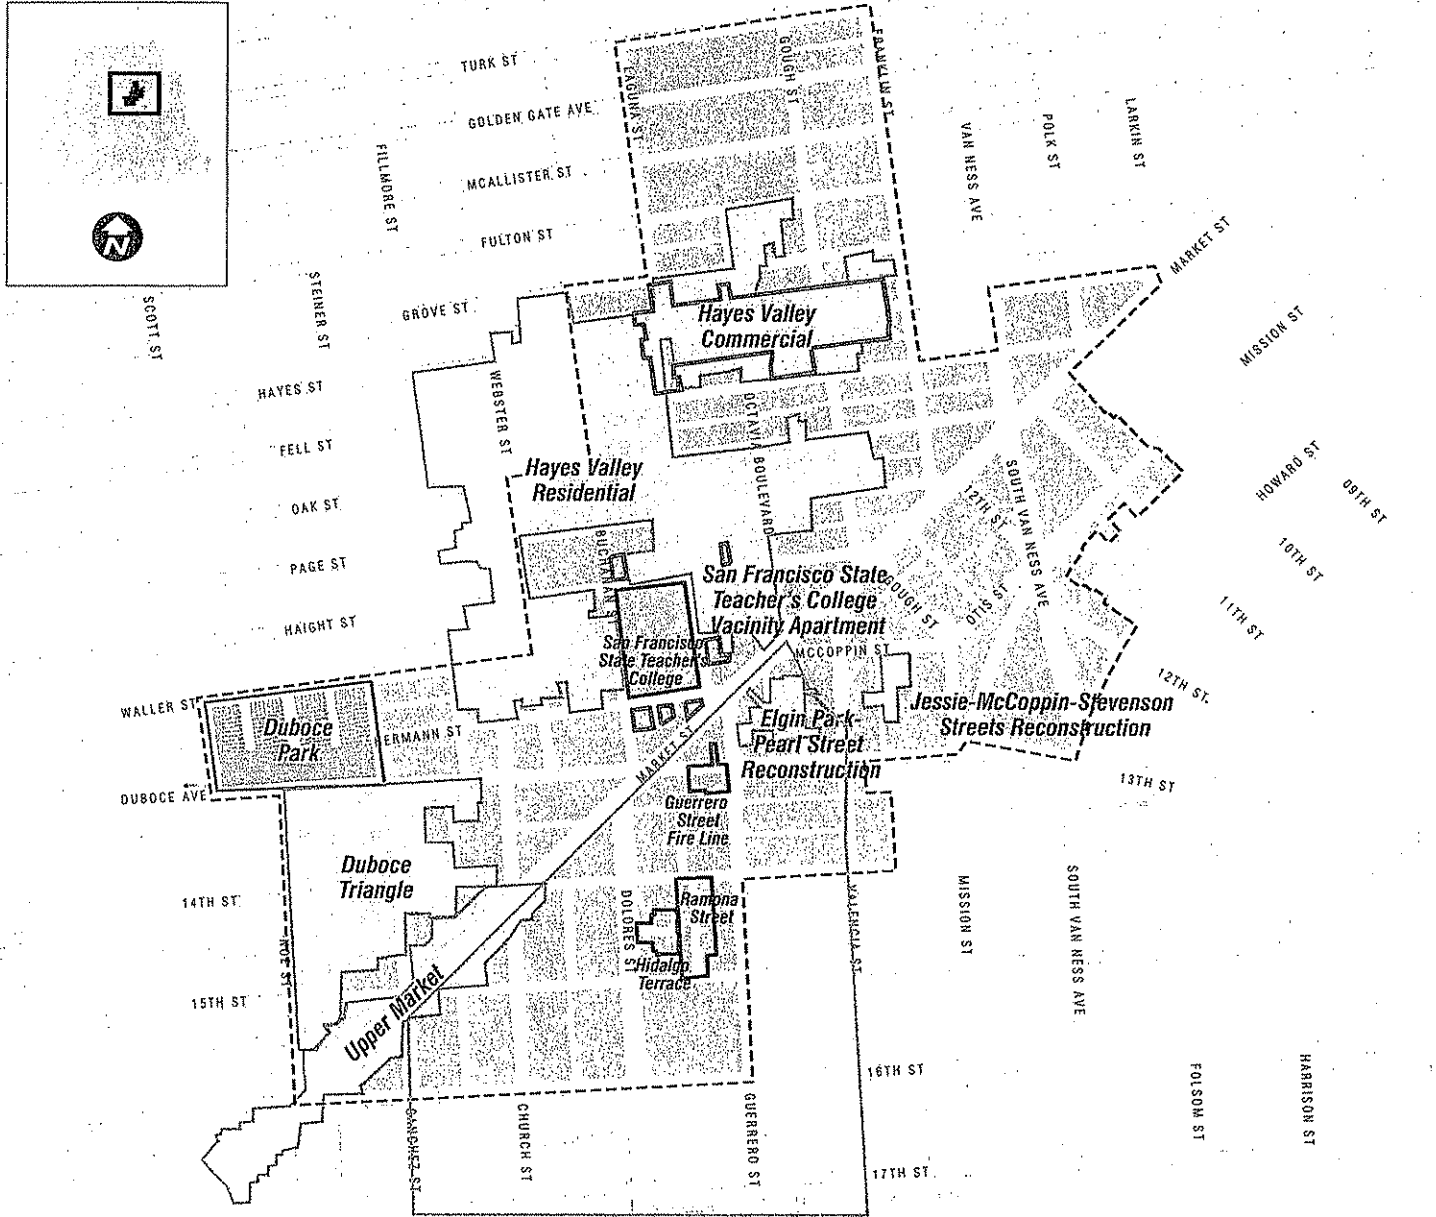 TURK ST
GOLDEN GATE AVE
MCALLISTER ST
FULTON ST
GROVE ST
HAYES ST
FELL ST
OAK ST
PAGE ST
HAIGHT ST
WALLER ST
ERMANN ST
DUBOCE AVE
14TH ST
15TH ST
16TH ST
17TH ST
13TH ST
12TH ST.
11TH ST
10TH ST
09TH ST
SCOTT ST
STEINER ST
FILLMORE ST
WEBSTER ST
BUCHANAN S
LAGUNA ST
OCTAVIA BOULEVARD
GOUGH ST
FRANKLIN ST
VAN NESS AVE
POLK ST
LARKIN ST
MARKET ST
MISSION ST
HOWARD ST
12TH ST
SOUTH VAN NESS AVE
GOUGH ST
OTIS ST
MCCOPPIN ST
MARKET ST
DOLORES ST
VALENCIA ST
MISSION ST
SOUTH VAN NESS AVE
FOLSOM ST
HARRISON ST
GUERRERO ST
CHURCH ST
N
Hayes Valley
Commercial
Hayes Valley
Residential
San Francisco State
Teacher's College
Vacinity Apartment
San Francisco
State Teacher's
College
Duboce
Park
Elgin Park-
Pearl Street
Reconstruction
Jessie-McCoppin-Stevenson
Streets Reconstruction
Guerrero
Street
Fire Line
Duboce
Triangle
Ramona
Street
Hidalgo
Terrace
Upper Market